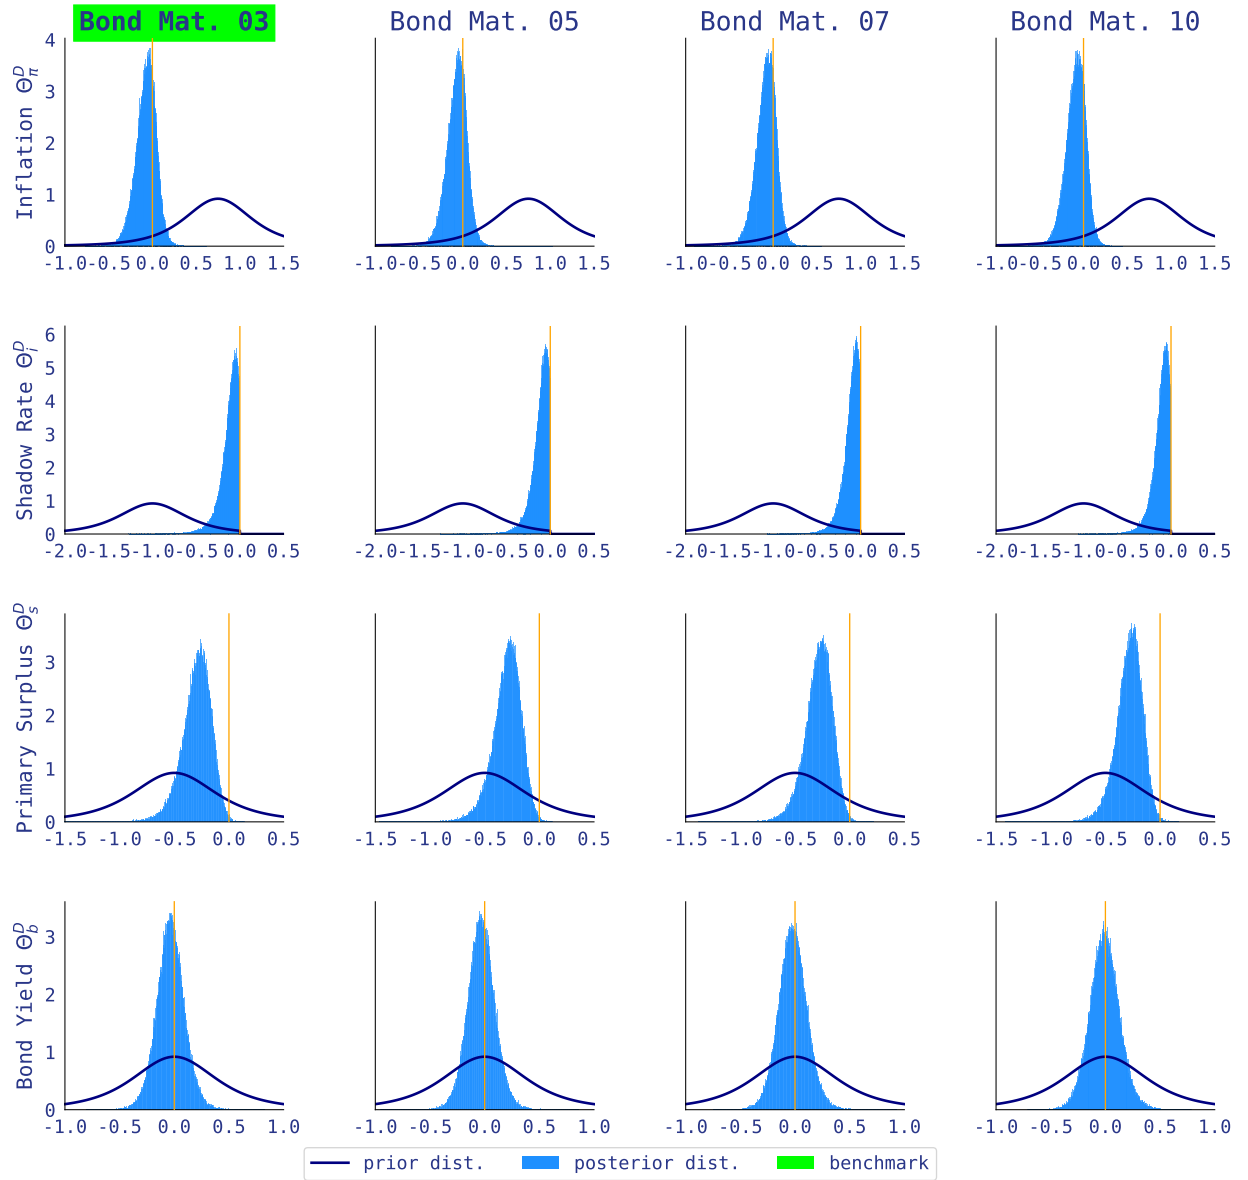 Bond Mat. 03 Bond Mat. 05 Bond Mat. 07 Bond Mat. 10
Inflation Θ_π^D
4
3
2
1
0
-1.0 -0.5 0.0 0.5 1.0 1.5 -1.0 -0.5 0.0 0.5 1.0 1.5 -1.0 -0.5 0.0 0.5 1.0 1.5 -1.0 -0.5 0.0 0.5 1.0 1.5
Shadow Rate Θ_i^D
6
5
4
3
2
1
0
-2.0 -1.5 -1.0 -0.5 0.0 0.5 -2.0 -1.5 -1.0 -0.5 0.0 0.5 -2.0 -1.5 -1.0 -0.5 0.0 0.5 -2.0 -1.5 -1.0 -0.5 0.0 0.5
Primary Surplus Θ_s^D
3
2
1
0
-1.5 -1.0 -0.5 0.0 0.5 -1.5 -1.0 -0.5 0.0 0.5 -1.5 -1.0 -0.5 0.0 0.5 -1.5 -1.0 -0.5 0.0 0.5
Bond Yield Θ_b^D
3
2
1
0
-1.0 -0.5 0.0 0.5 1.0 -1.0 -0.5 0.0 0.5 1.0 -1.0 -0.5 0.0 0.5 1.0 -1.0 -0.5 0.0 0.5 1.0
prior dist. posterior dist. benchmark